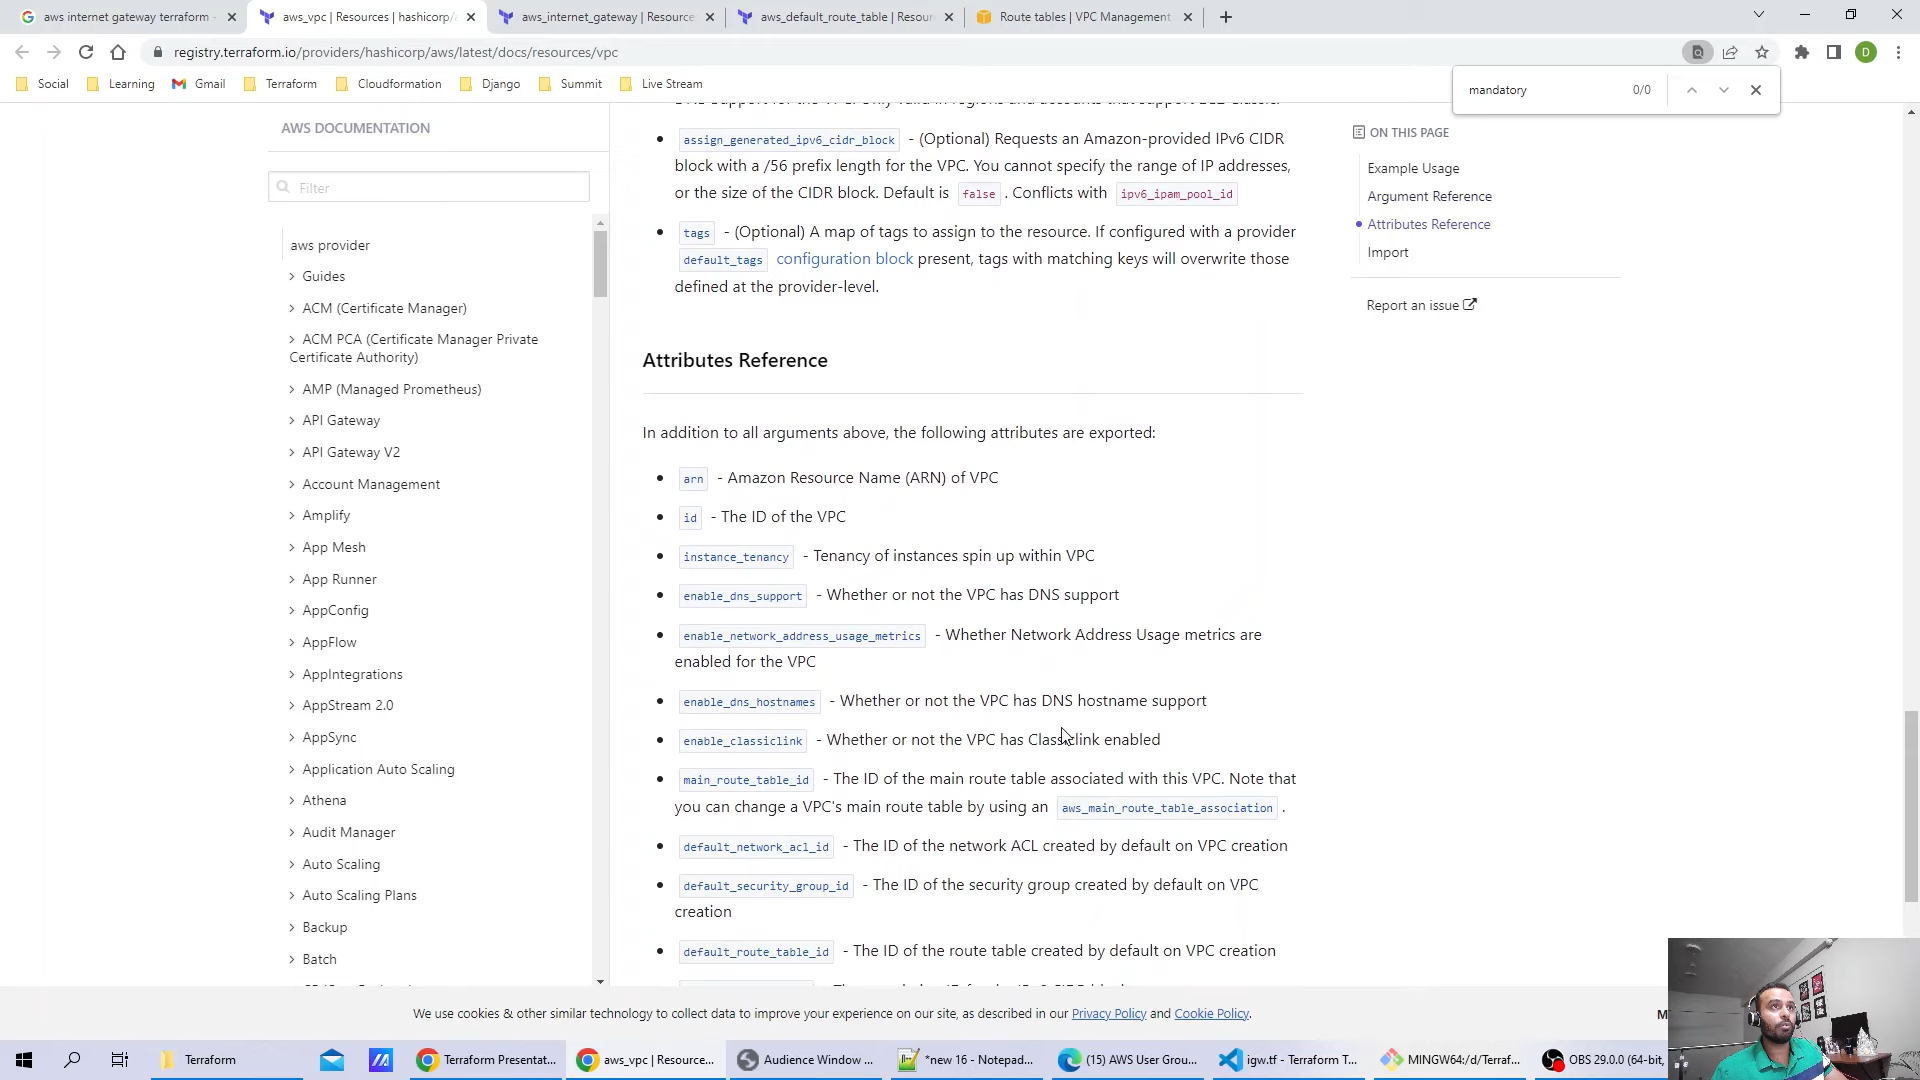 aws internet gateway terraform
aws_vpc | Resources | hashicorp/
aws_internet_gateway | Resource
aws_default_route_table | Resour
Route tables | VPC Management
registry.terraform.io/providers/hashicorp/aws/latest/docs/resources/vpc
D
Social
Learning
Gmail
Terraform
Cloudformation
Django
Summit
Live Stream
mandatory 0/0
AWS DOCUMENTATION
Filter
aws provider
Guides
ACM (Certificate Manager)
ACM PCA (Certificate Manager Private
Certificate Authority)
AMP (Managed Prometheus)
API Gateway
API Gateway V2
Account Management
Amplify
App Mesh
App Runner
AppConfig
AppFlow
AppIntegrations
AppStream 2.0
AppSync
Application Auto Scaling
Athena
Audit Manager
Auto Scaling
Auto Scaling Plans
Backup
Batch
assign_generated_ipv6_cidr_block - (Optional) Requests an Amazon-provided IPv6 CIDR
block with a /56 prefix length for the VPC. You cannot specify the range of IP addresses,
or the size of the CIDR block. Default is false . Conflicts with ipv6_ipam_pool_id
tags - (Optional) A map of tags to assign to the resource. If configured with a provider
default_tags configuration block present, tags with matching keys will overwrite those
defined at the provider-level.
Attributes Reference
In addition to all arguments above, the following attributes are exported:
arn - Amazon Resource Name (ARN) of VPC
id - The ID of the VPC
instance_tenancy - Tenancy of instances spin up within VPC
enable_dns_support - Whether or not the VPC has DNS support
enable_network_address_usage_metrics - Whether Network Address Usage metrics are
enabled for the VPC
enable_dns_hostnames - Whether or not the VPC has DNS hostname support
enable_classiclink - Whether or not the VPC has Classiclink enabled
main_route_table_id - The ID of the main route table associated with this VPC. Note that
you can change a VPC's main route table by using an aws_main_route_table_association .
default_network_acl_id - The ID of the network ACL created by default on VPC creation
default_security_group_id - The ID of the security group created by default on VPC
creation
default_route_table_id - The ID of the route table created by default on VPC creation
ON THIS PAGE
Example Usage
Argument Reference
Attributes Reference
Import
Report an issue
We use cookies & other similar technology to collect data to improve your experience on our site, as described in our Privacy Policy and Cookie Policy.
Terraform
Terraform Presentat...
aws_vpc | Resource...
Audience Window ...
*new 16 - Notepad...
(15) AWS User Grou...
igw.tf - Terraform T...
MINGW64:/d/Terraf...
OBS 29.0.0 (64-bit,